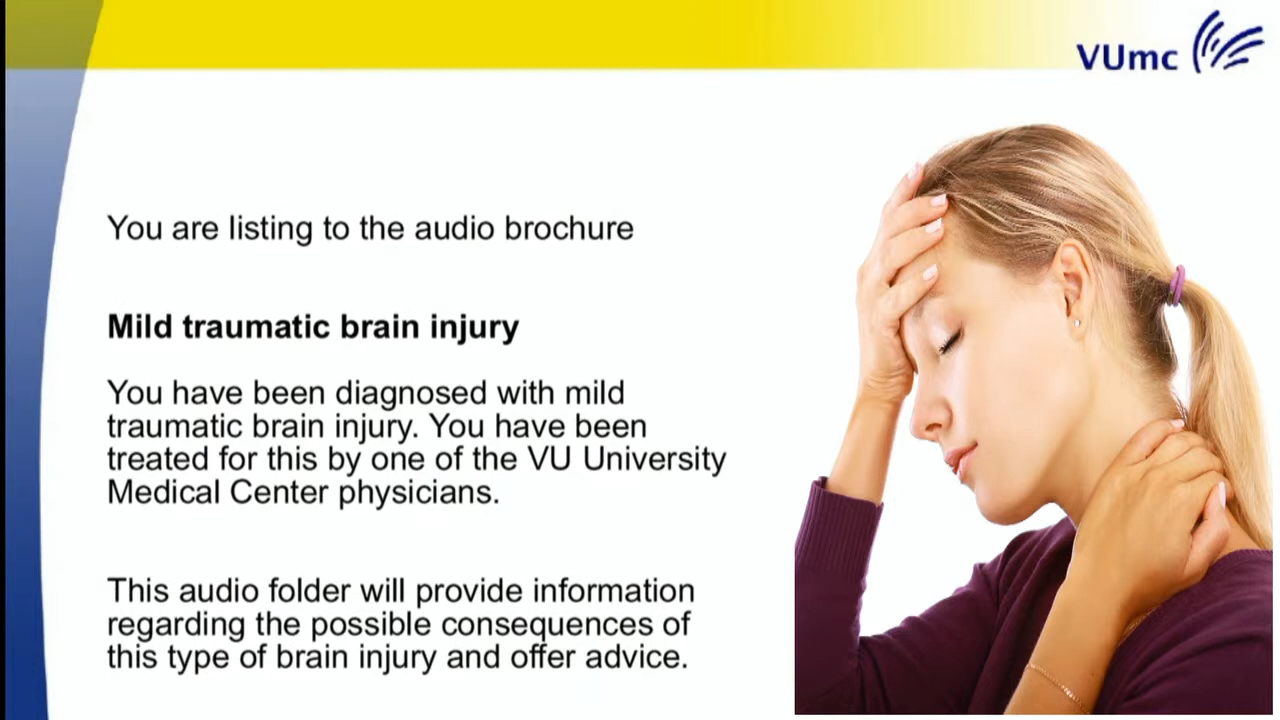 VUmc
You are listing to the audio brochure
Mild traumatic brain injury
You have been diagnosed with mild
traumatic brain injury. You have been
treated for this by one of the VU University
Medical Center physicians.
This audio folder will provide information
regarding the possible consequences of
this type of brain injury and offer advice.